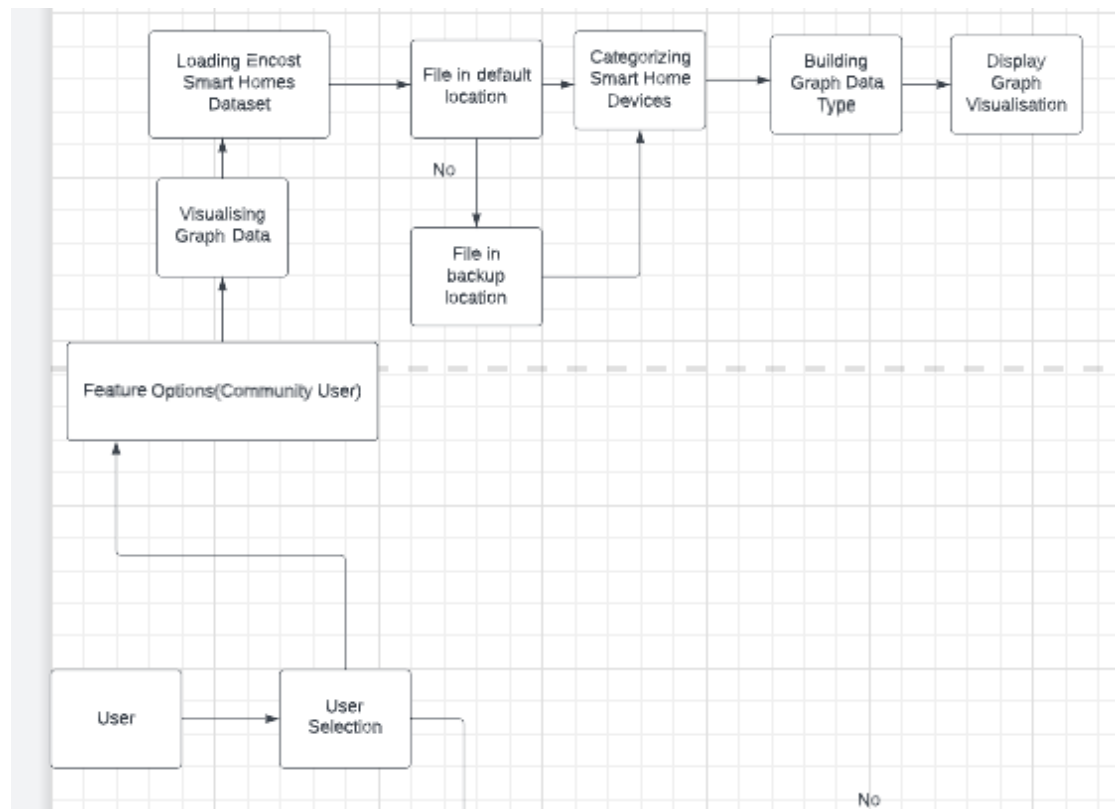 Loading Encost
Smart Homes
Dataset
File in default
location
Categorizing
Smart Home
Devices
Building
Graph Data
Type
Display
Graph
Visualisation
No
Visualising
Graph Data
File in
backup
location
Feature Options(Community User)
User
User
Selection
No